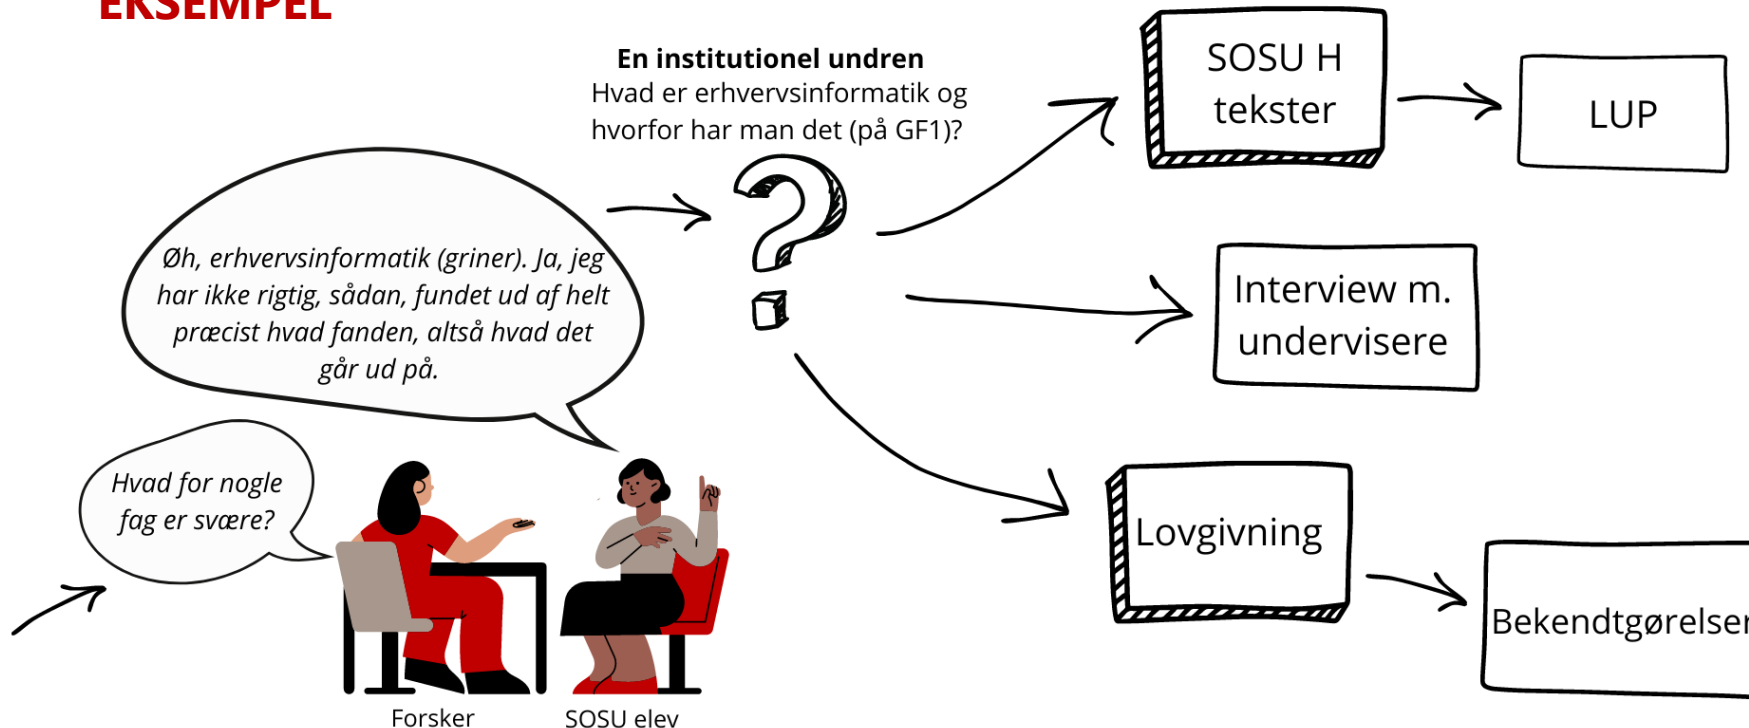 EKSEMPEL
En institutionel undren
Hvad er erhvervsinformatik og
hvorfor har man det (på GF1)?
SOSU H
tekster
LUP
Øh, erhvervsinformatik (griner). Ja, jeg
har ikke rigtig, sådan, fundet ud af helt
præcist hvad fanden, altså hvad det
går ud på.
Interview m.
undervisere
Hvad for nogle
fag er svære?
Lovgivning
Bekendtgørelser
Forsker
SOSU elev